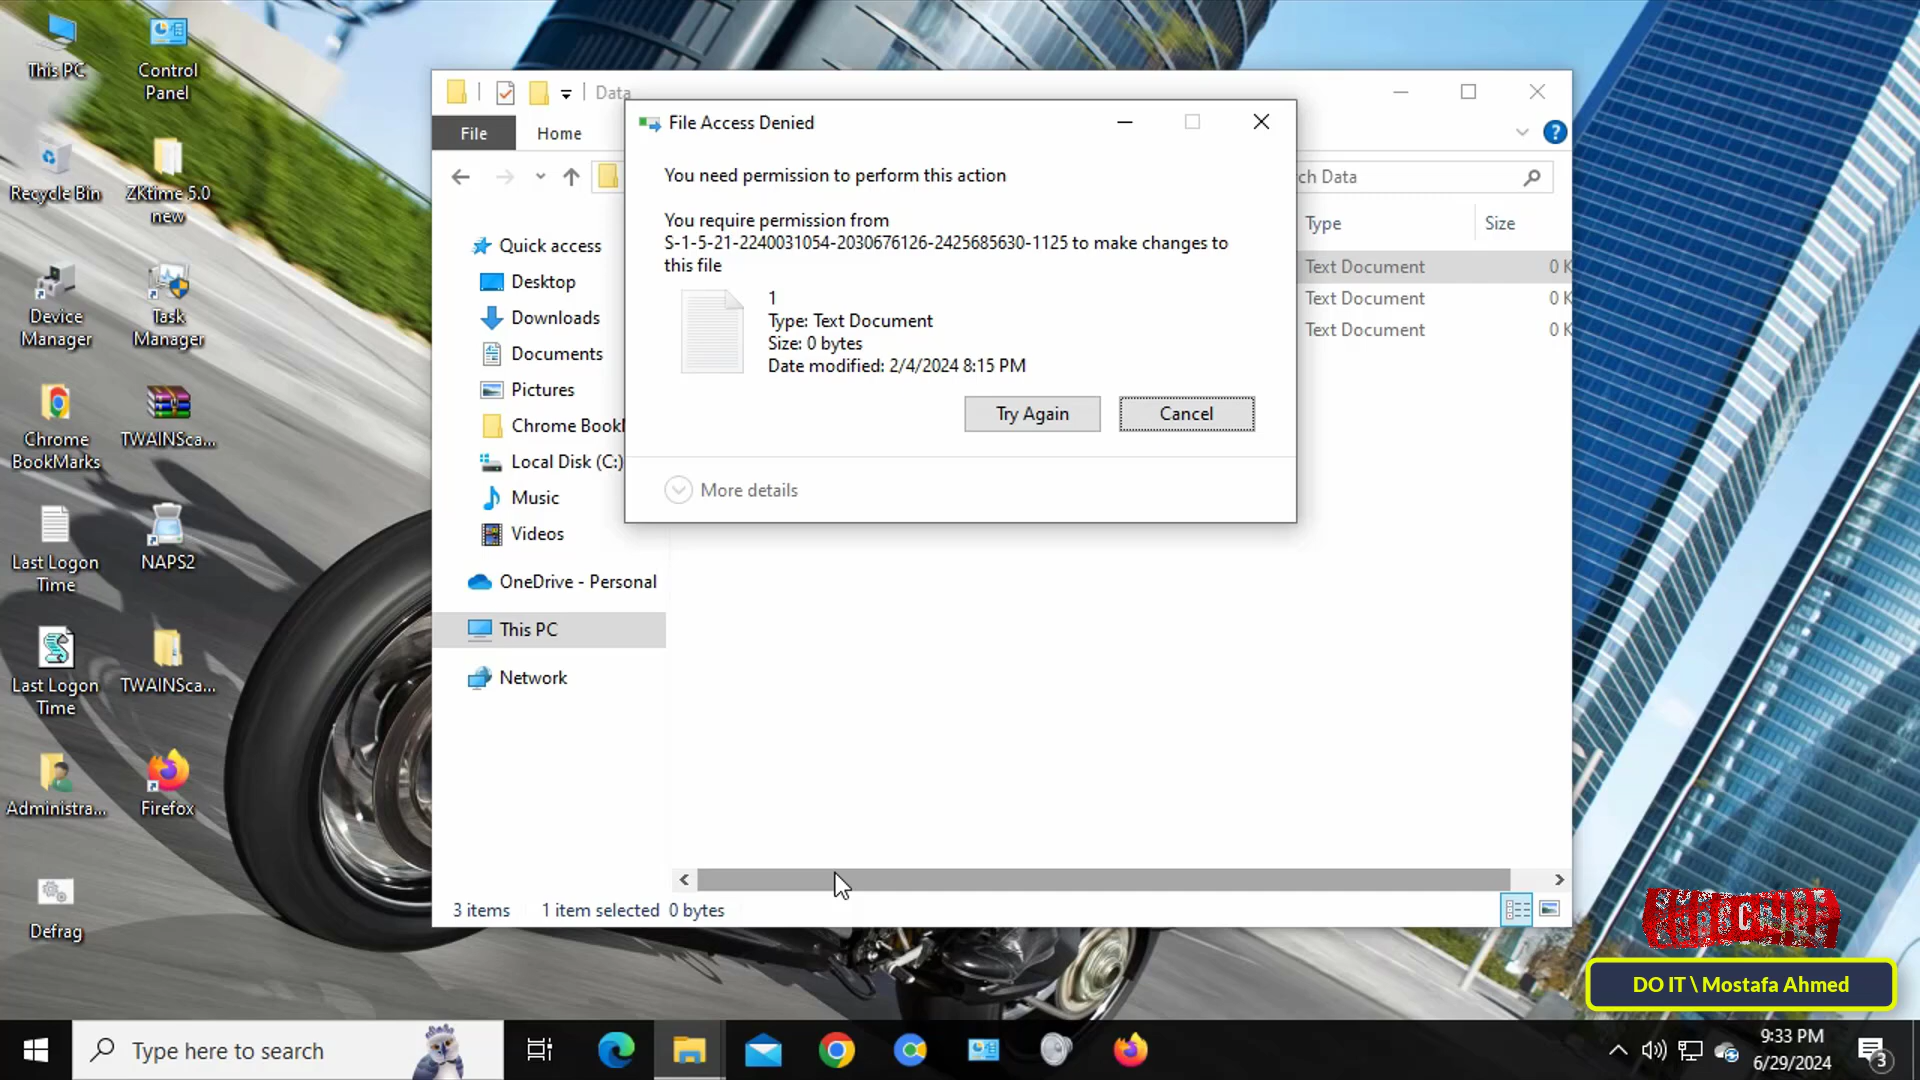 This PC
Control
Panel
Recycle Bin
ZKtime 5.0
new
Device
Manager
Task
Manager
Chrome
BookMarks
TWAINSca...
Last Logon
Time
NAPS2
Last Logon
Time
TWAINSca...
Administra...
Firefox
Defrag
Data
File
Home
ch Data
Type
Size
Text Document
0 K
Text Document
0 K
Text Document
0 K
Quick access
Desktop
Downloads
Documents
Pictures
Chrome Book
Local Disk (C:)
Music
Videos
OneDrive - Personal
This PC
Network
File Access Denied
You need permission to perform this action
You require permission from
S-1-5-21-2240031054-2030676126-2425685630-1125 to make changes to
this file
1
Type: Text Document
Size: 0 bytes
Date modified: 2/4/2024 8:15 PM
Try Again
Cancel
More details
3 items
1 item selected
0 bytes
DO IT \ Mostafa Ahmed
Type here to search
9:33 PM
6/29/2024
3